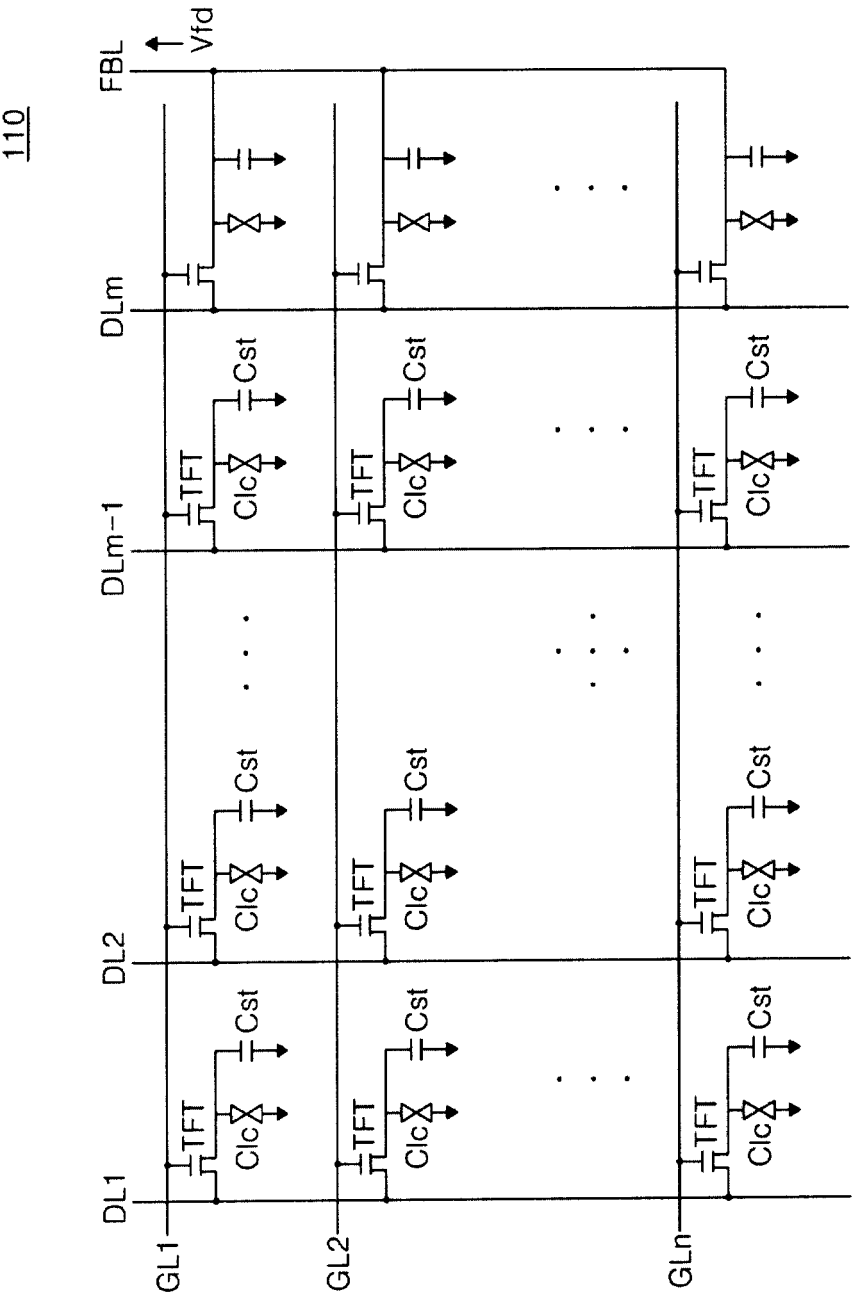 110
DL1 DL2 DLm-1 DLm FBL
GL1 Vfd
TFT TFT TFT
Clc Cst Clc Cst Clc Cst
GL2
TFT TFT TFT
Clc Cst Clc Cst Clc Cst
GLn
TFT TFT TFT
Clc Cst Clc Cst Clc Cst